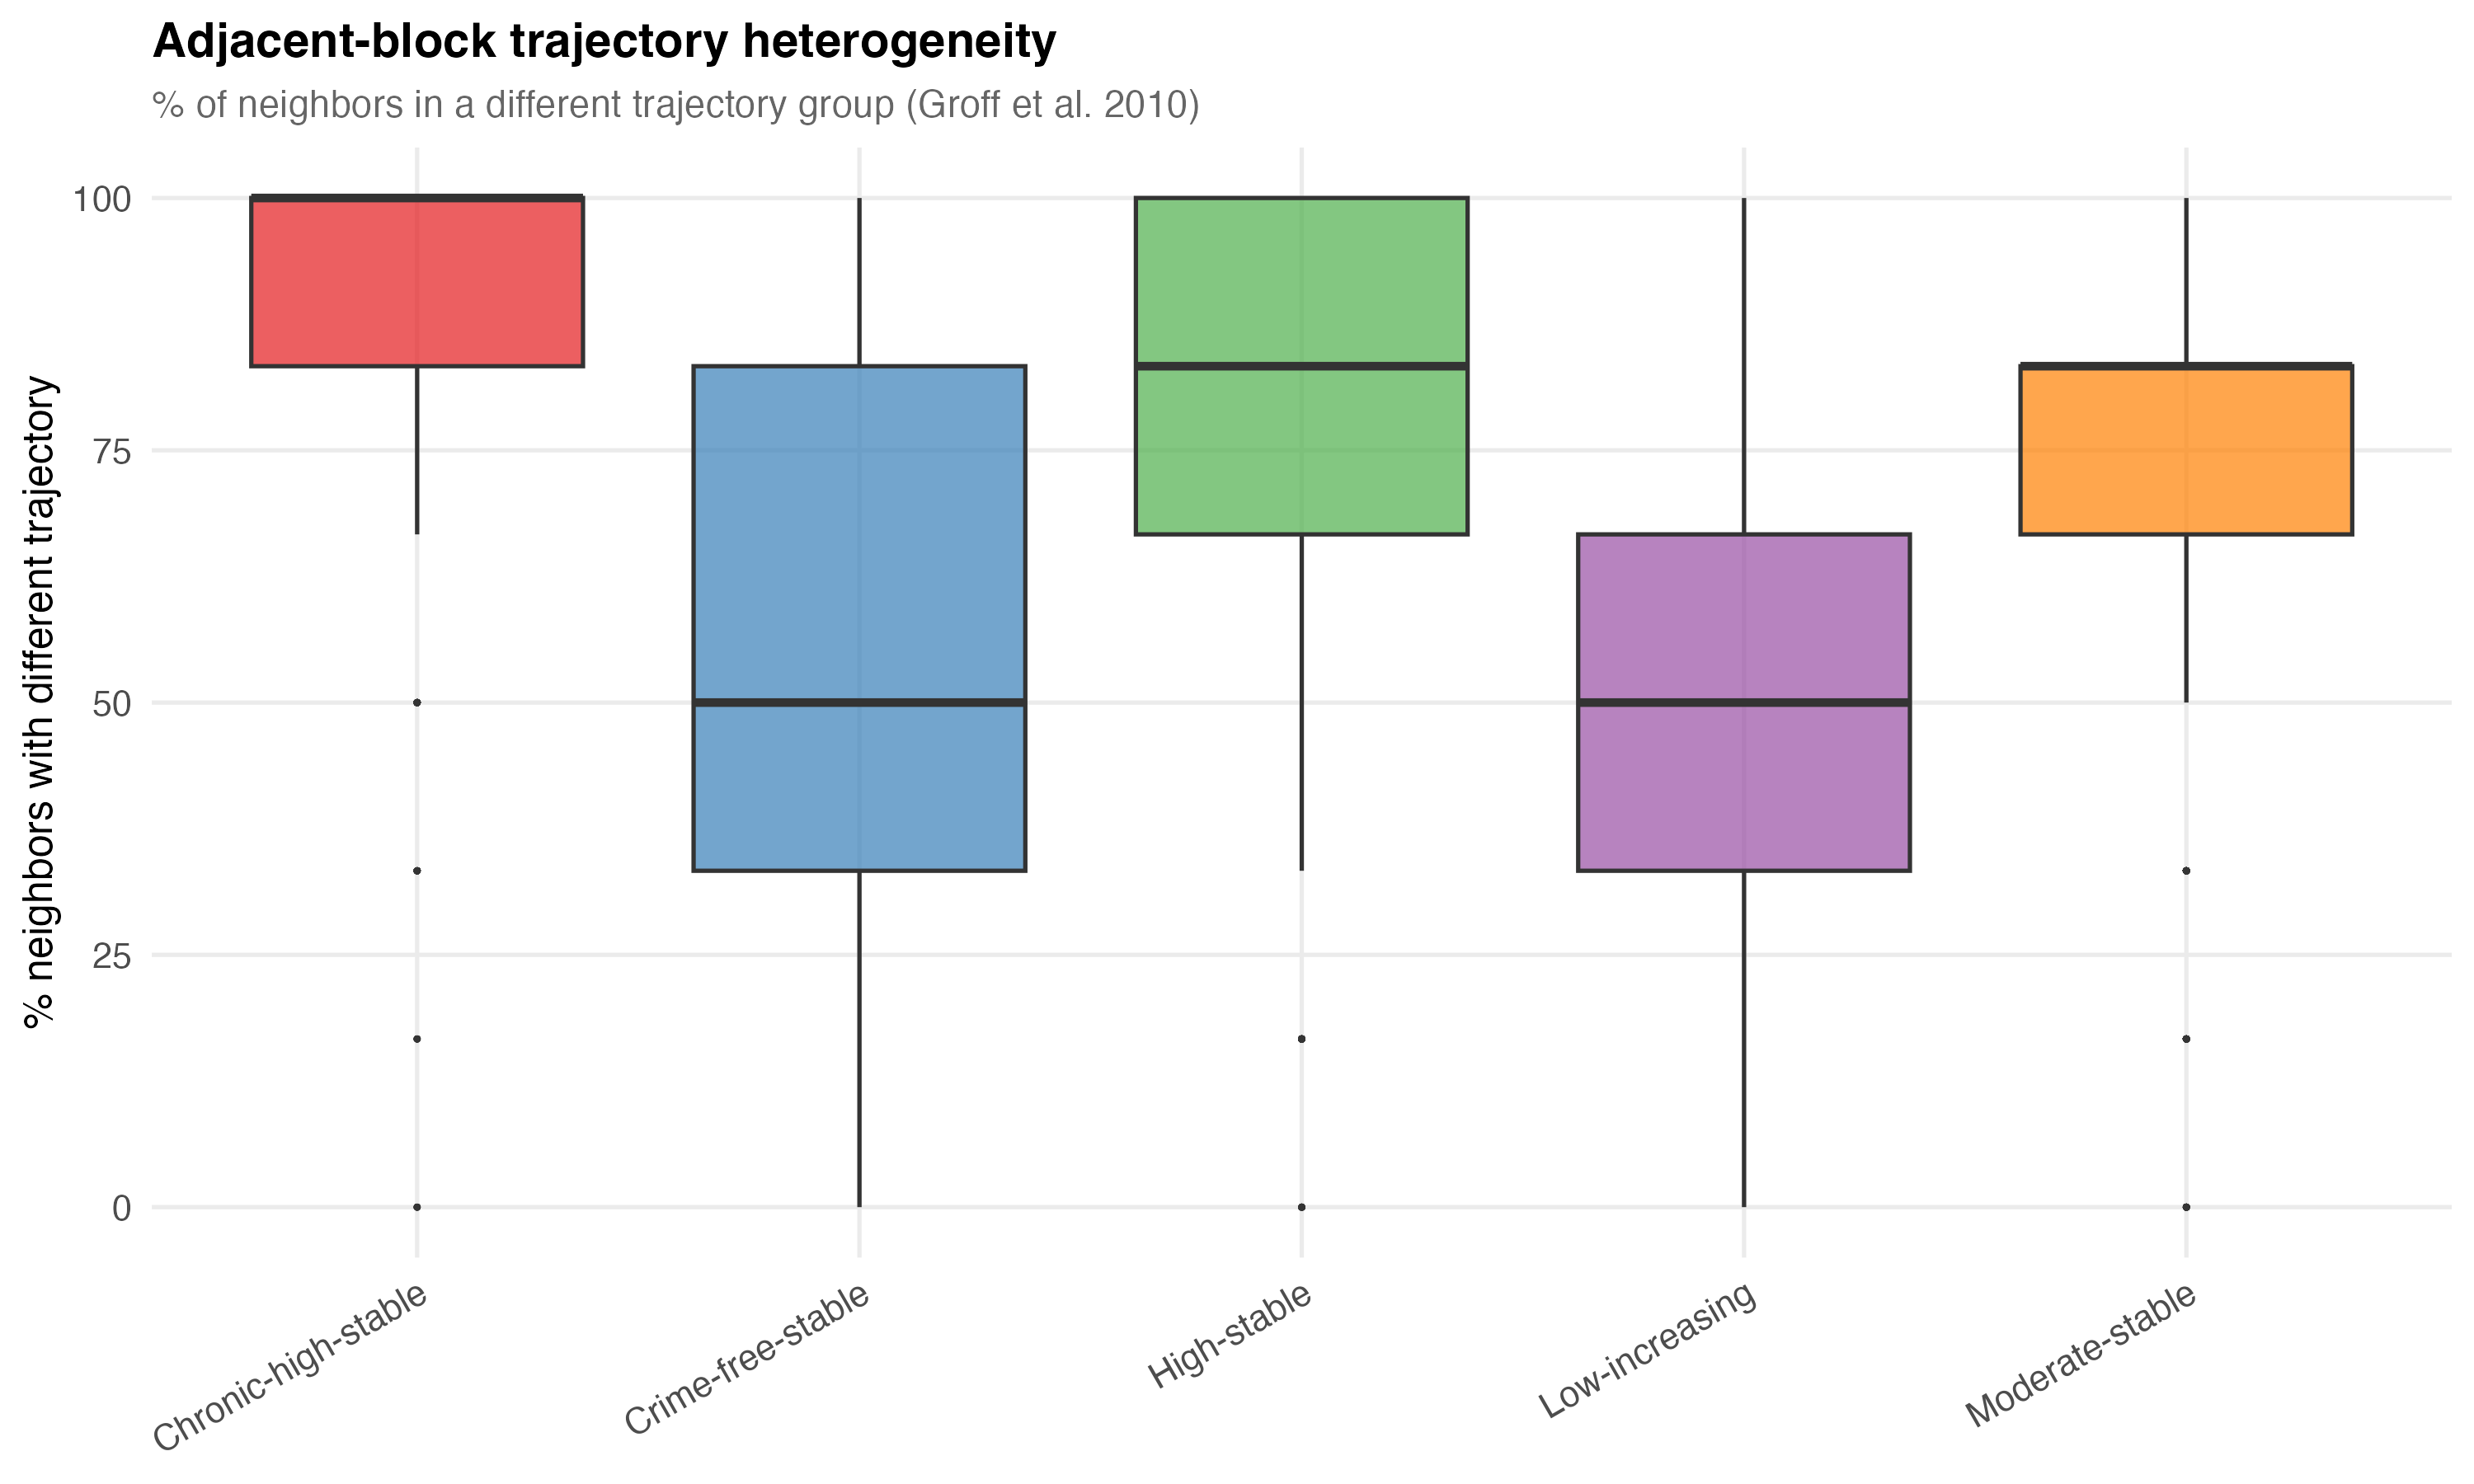 Adjacent-block trajectory heterogeneity
% of neighbors in a different trajectory group (Groff et al. 2010)
% neighbors with different trajectory
100
75
50
25
0
Chronic-high-stable
Crime-free-stable
High-stable
Low-increasing
Moderate-stable